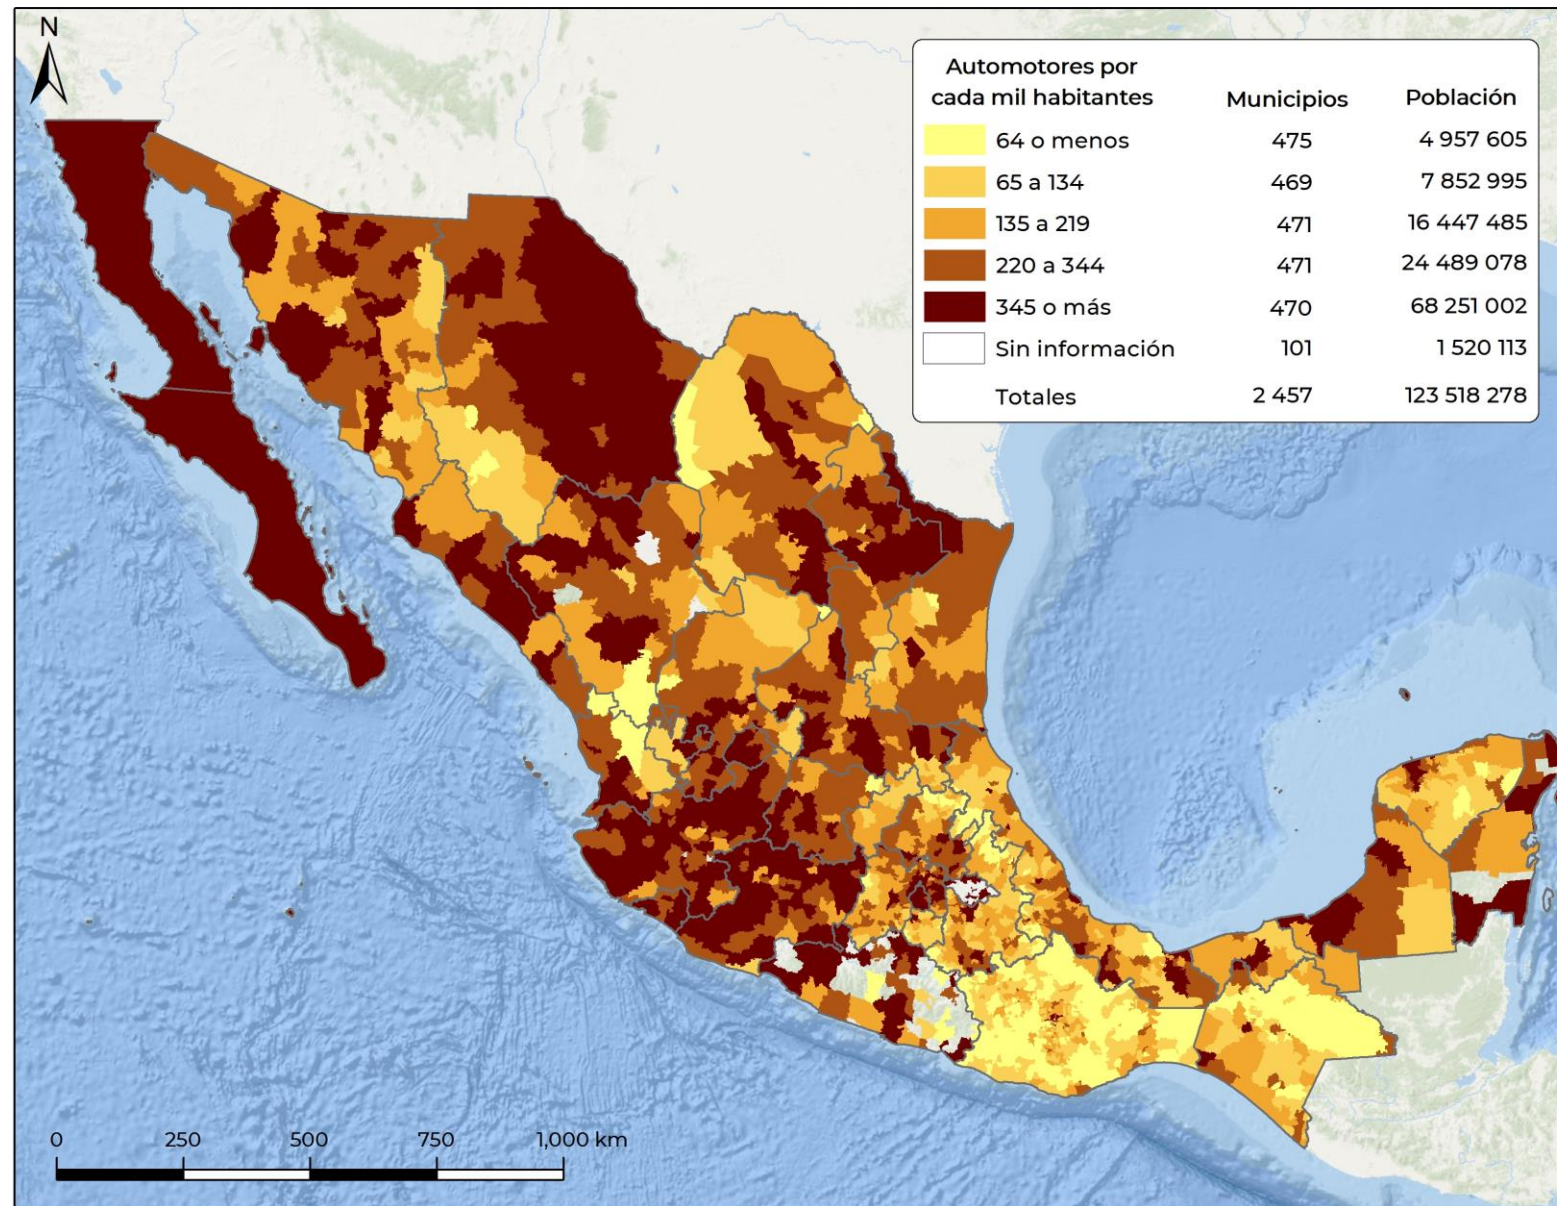 N
Automotores por
cada mil habitantes Municipios Población
64 o menos 475 4 957 605
65 a 134 469 7 852 995
135 a 219 471 16 447 485
220 a 344 471 24 489 078
345 o más 470 68 251 002
Sin información 101 1 520 113
Totales 2 457 123 518 278
0 250 500 750 1,000 km